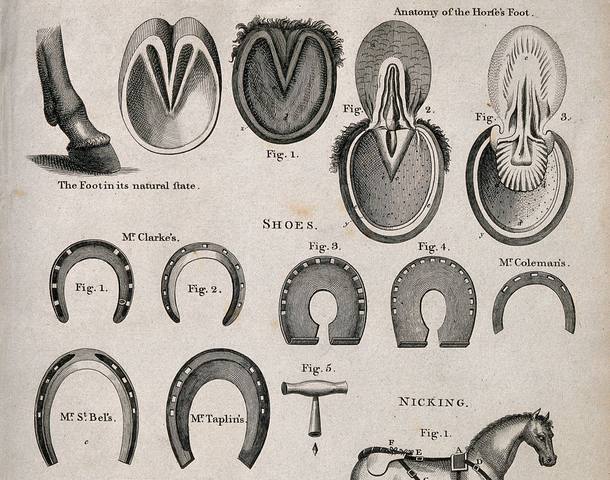 Anatomy of the Horſe's Foot.
Fig. 2.
Fig. 3.
Fig. 1.
The Foot in its natural ſtate.
SHOES.
Mr. Clarke's.
Fig. 1.
Fig. 2.
Fig. 3.
Fig. 4.
Mr. Coleman's.
Mr. St. Bel's.
e
Mr. Taplin's.
Fig. 5.
NICKING.
Fig. 1.
F
E
A
D
C
y
y
x